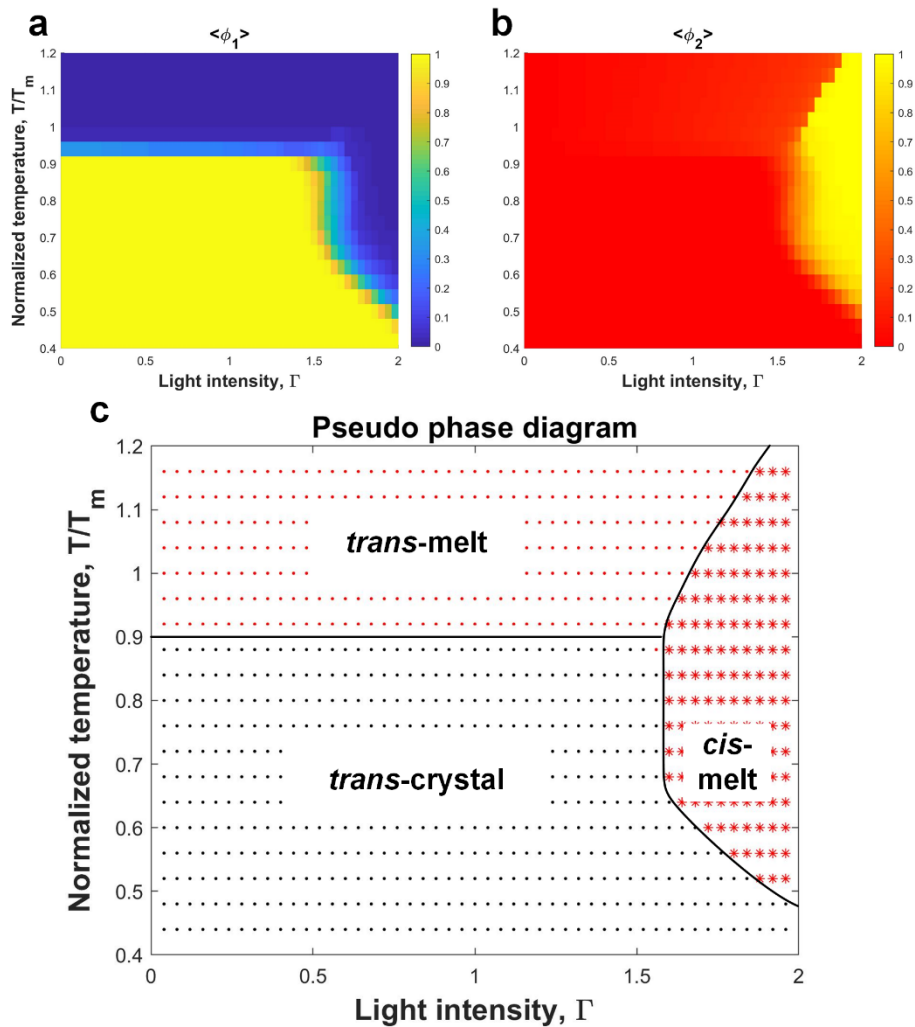 a
<ϕ1>
1.2
1.1
1
0.9
0.8
0.7
0.6
0.5
0.4
Normalized temperature, T/Tm
0 0.5 1 1.5 2
Light intensity, Γ
1
0.9
0.8
0.7
0.6
0.5
0.4
0.3
0.2
0.1
0
b
<ϕ2>
1.2
1.1
1
0.9
0.8
0.7
0.6
0.5
0.4
0 0.5 1 1.5 2
Light intensity, Γ
1
0.9
0.8
0.7
0.6
0.5
0.4
0.3
0.2
0.1
0
c
Pseudo phase diagram
1.2
1.1
1
0.9
0.8
0.7
0.6
0.5
0.4
Normalized temperature, T/Tm
trans-melt
trans-crystal
cis-
melt
0 0.5 1 1.5 2
Light intensity, Γ